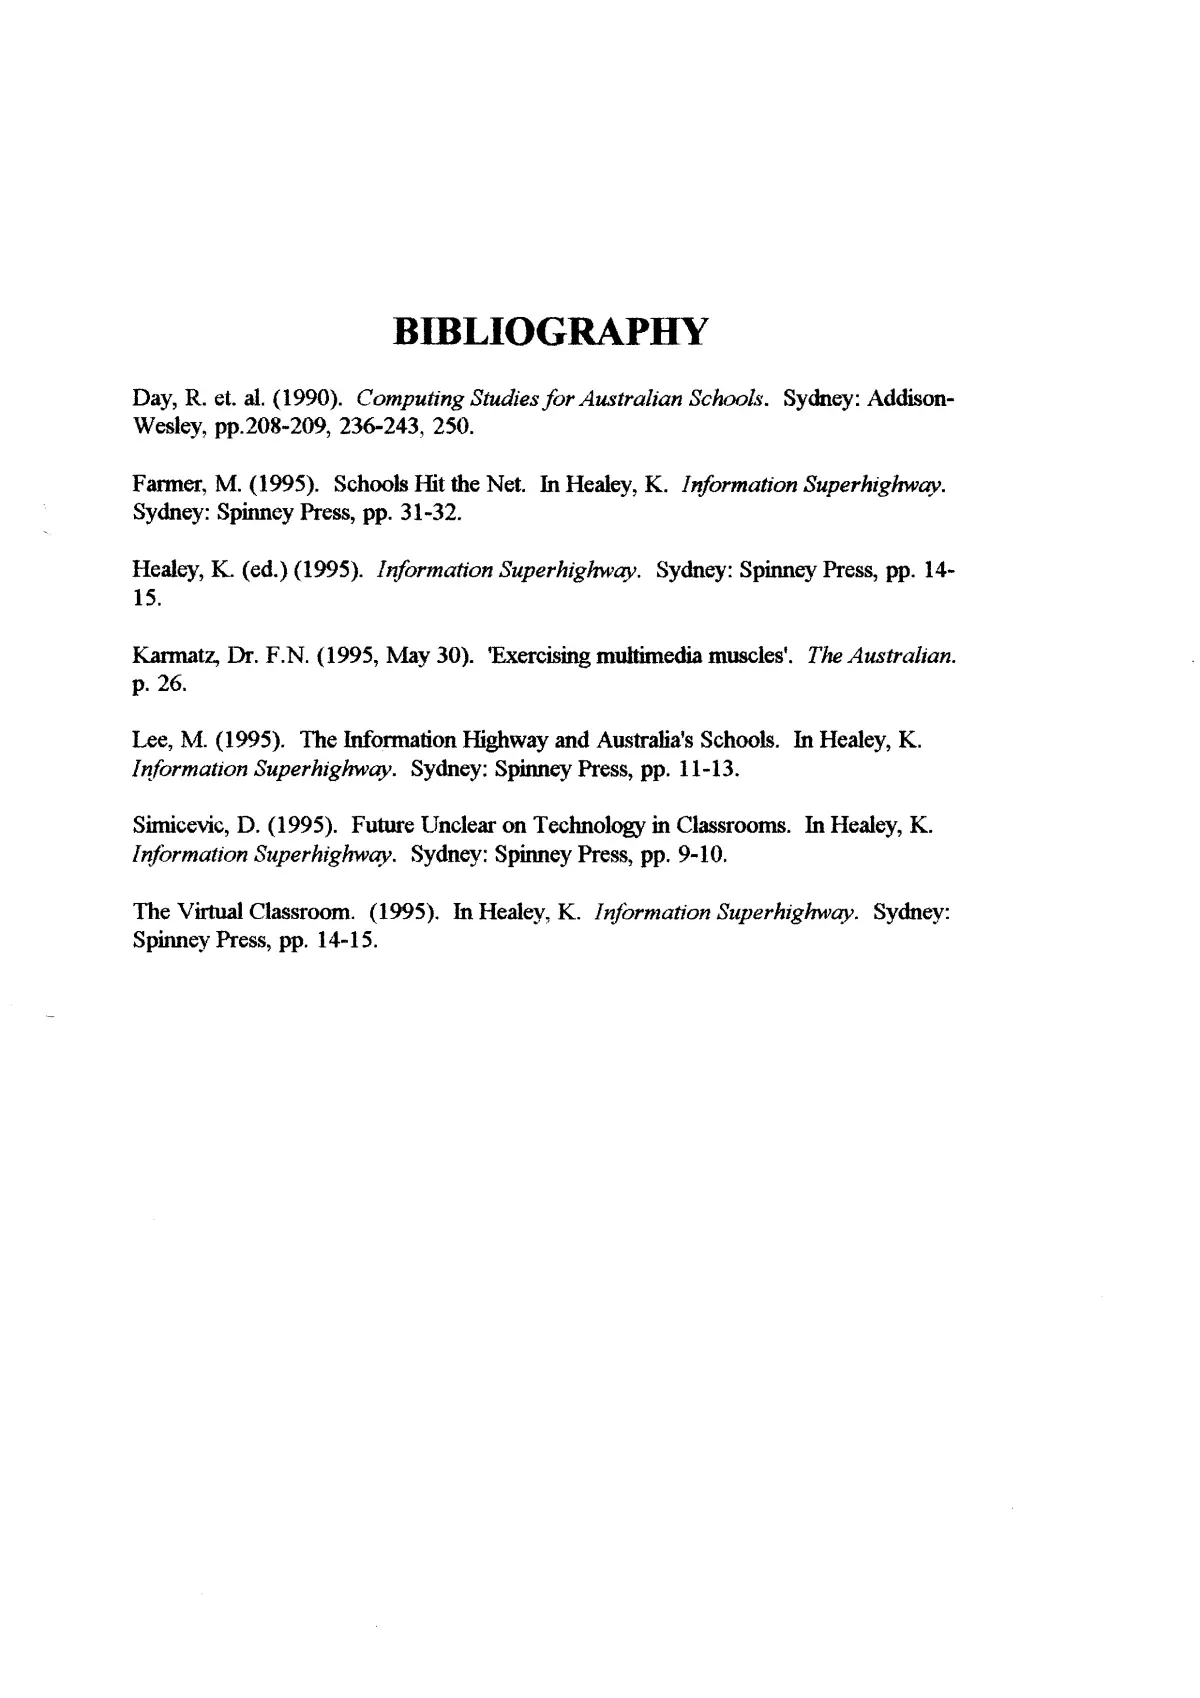 BIBLIOGRAPHY
Day, R. et. al. (1990). Computing Studies for Australian Schools. Sydney: Addison-
Wesley, pp.208-209, 236-243, 250.
Farmer, M. (1995). Schools Hit the Net. In Healey, K. Information Superhighway.
Sydney: Spinney Press, pp. 31-32.
Healey, K. (ed.) (1995). Information Superhighway. Sydney: Spinney Press, pp. 14-
15.
Karmatz, Dr. F.N. (1995, May 30). 'Exercising multimedia muscles'. The Australian.
p. 26.
Lee, M. (1995). The Information Highway and Australia's Schools. In Healey, K.
Information Superhighway. Sydney: Spinney Press, pp. 11-13.
Simicevic, D. (1995). Future Unclear on Technology in Classrooms. In Healey, K.
Information Superhighway. Sydney: Spinney Press, pp. 9-10.
The Virtual Classroom. (1995). In Healey, K. Information Superhighway. Sydney:
Spinney Press, pp. 14-15.